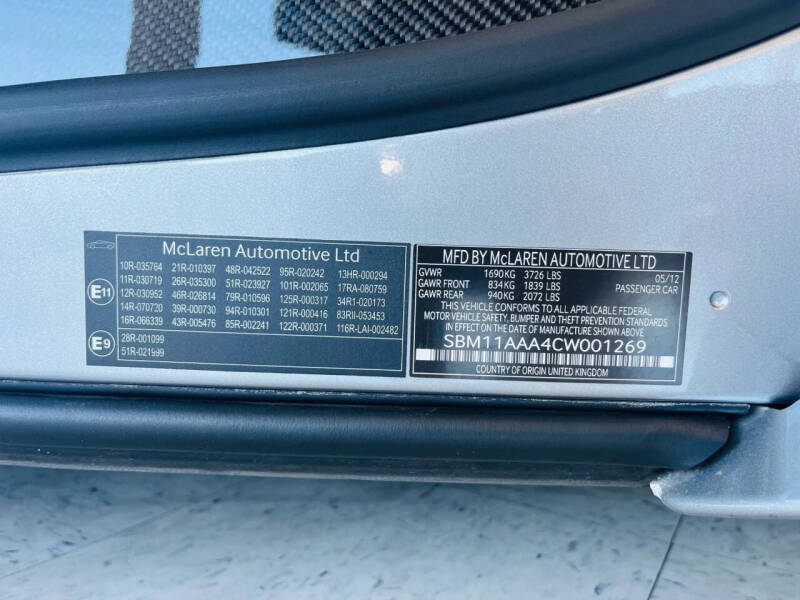 McLaren Automotive Ltd
10R-035764 21R-010397 48R-042522 95R-020242 13HR-000294
11R-030719 26R-035300 51R-023927 101R-002065 17RA-080759
E11 12R-030952 46R-026814 79R-010596 125R-000317 34R1-020173
14R-070730 39R-000730 94R-010301 121R-000416 83RII-053453
16R-066339 43R-005476 85R-002241 122R-000371 116R-LAI-002482
E9 28R-001099
51R-021999
MFD BY McLAREN AUTOMOTIVE LTD
GVWR 1690KG 3726 LBS 05/12
GAWR FRONT 834KG 1839 LBS PASSENGER CAR
GAWR REAR 940KG 2072 LBS
THIS VEHICLE CONFORMS TO ALL APPLICABLE FEDERAL
MOTOR VEHICLE SAFETY, BUMPER AND THEFT PREVENTION STANDARDS
IN EFFECT ON THE DATE OF MANUFACTURE SHOWN ABOVE
SBM11AAA4CW001269
COUNTRY OF ORIGIN UNITED KINGDOM